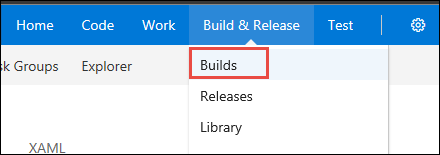 Home Code Work Build & Release Test
sk Groups Explorer
Builds
Releases
Library
XAML